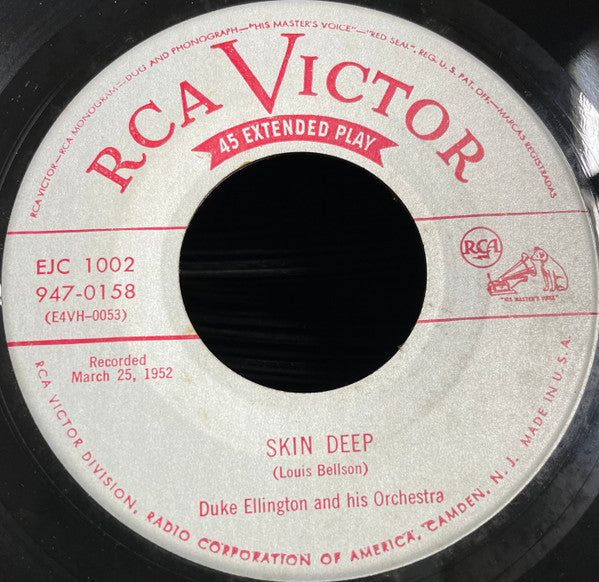 RCA VICTOR—RCA MONOGRAM—DOG AND PHONOGRAPH—"HIS MASTER'S VOICE"—"RED SEAL", REG. U. S. PAT. OFF.—MARCAS REGISTRADAS
RCA VICTOR
45 EXTENDED PLAY
EJC 1002
947-0158
(E4VH-0053)
RCA
"HIS MASTER'S VOICE"
Recorded
March 25, 1952
SKIN DEEP
(Louis Bellson)
Duke Ellington and his Orchestra
RCA VICTOR DIVISION, RADIO CORPORATION OF AMERICA, CAMDEN, N. J. MADE IN U. S. A.